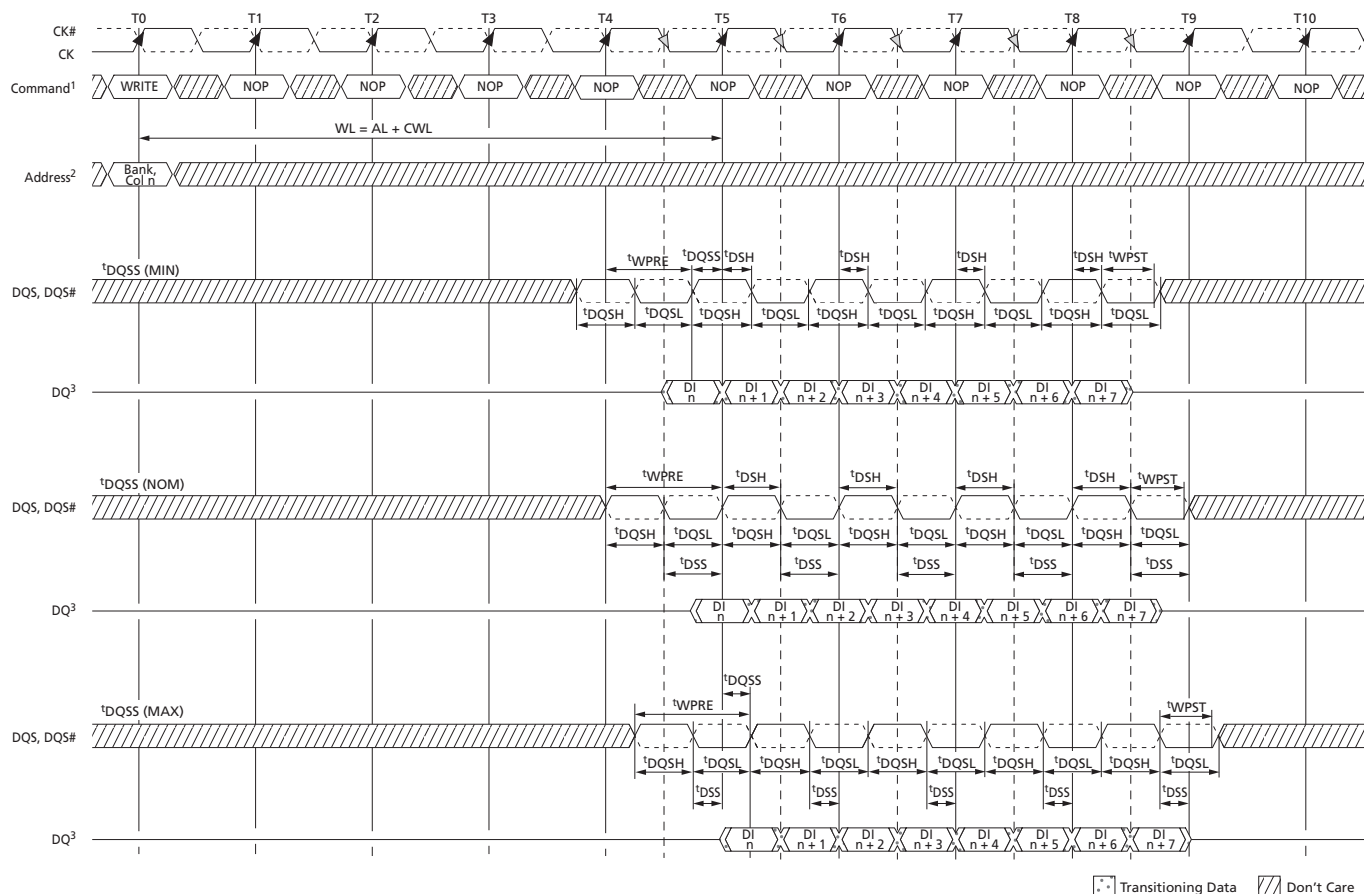 T0 T1 T2 T3 T4 T5 T6 T7 T8 T9 T10
CK#
CK
Command1 WRITE NOP NOP NOP NOP NOP NOP NOP NOP NOP NOP
WL = AL + CWL
Address2 Bank, Col n
tDQSS (MIN) tWPRE tDQSS tDSH tDSH tDSH tDSH tWPST
DQS, DQS#
tDQSH tDQSL tDQSH tDQSL tDQSH tDQSL tDQSH tDQSL tDQSH tDQSL
DQ3 DI n DI n + 1 DI n + 2 DI n + 3 DI n + 4 DI n + 5 DI n + 6 DI n + 7
tDQSS (NOM) tWPRE tDSH tDSH tDSH tDSH tWPST
DQS, DQS#
tDQSH tDQSL tDQSH tDQSL tDQSH tDQSL tDQSH tDQSL tDQSH tDQSL
tDSS tDSS tDSS tDSS tDSS
DQ3 DI n DI n + 1 DI n + 2 DI n + 3 DI n + 4 DI n + 5 DI n + 6 DI n + 7
tDQSS
tDQSS (MAX) tWPRE tWPST
DQS, DQS#
tDQSH tDQSL tDQSH tDQSL tDQSH tDQSL tDQSH tDQSL tDQSH tDQSL
tDSS tDSS tDSS tDSS tDSS
DQ3 DI n DI n + 1 DI n + 2 DI n + 3 DI n + 4 DI n + 5 DI n + 6 DI n + 7
Transitioning Data Don't Care